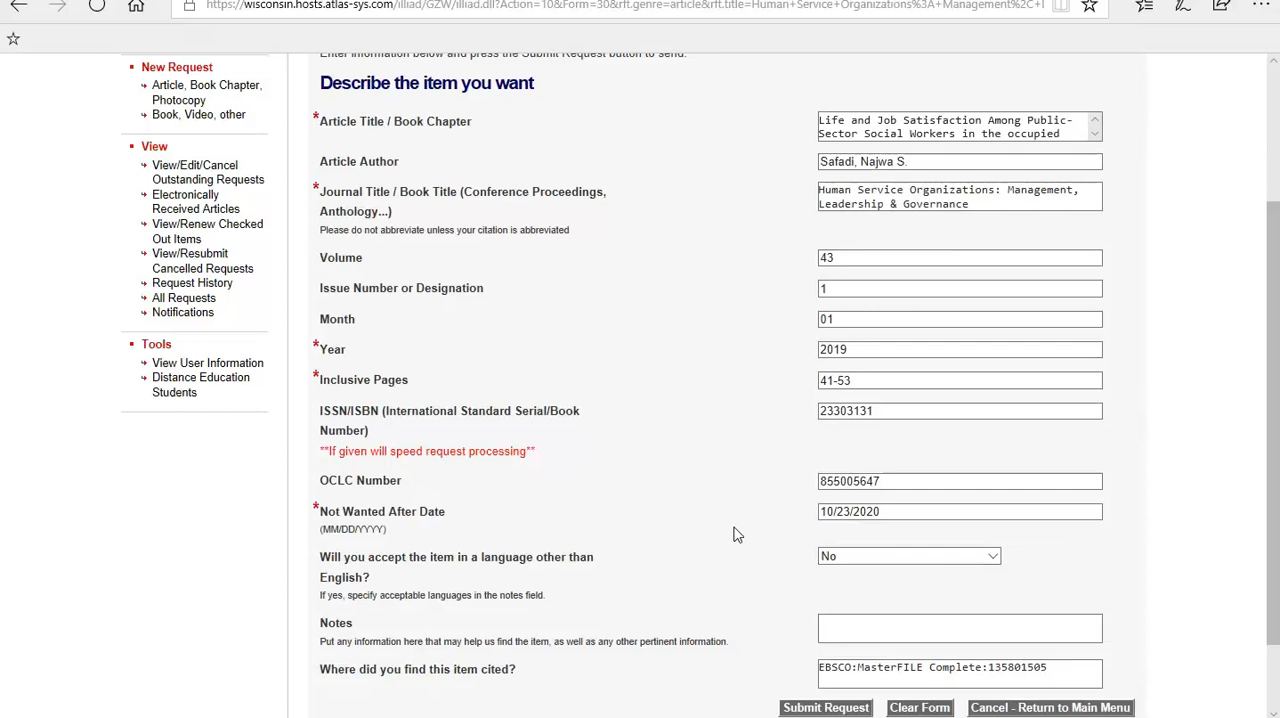 https://wisconsin.hosts.atlas-sys.com/illiad/GZW/illiad.dll?Action=10&Form=30&rft.genre=article&rft.title=Human+Service+Organizations%3A+Management%2C+
Enter information below and press the Submit Request button to send.
New Request
Article, Book Chapter,
Photocopy
Book, Video, other
View
View/Edit/Cancel
Outstanding Requests
Electronically
Received Articles
View/Renew Checked
Out Items
View/Resubmit
Cancelled Requests
Request History
All Requests
Notifications
Tools
View User Information
Distance Education
Students
Describe the item you want
*Article Title / Book Chapter
Life and Job Satisfaction Among Public-
Sector Social Workers in the occupied
Article Author
Safadi, Najwa S.
*Journal Title / Book Title (Conference Proceedings,
Anthology...)
Please do not abbreviate unless your citation is abbreviated
Human Service Organizations: Management,
Leadership & Governance
Volume
43
Issue Number or Designation
1
Month
01
*Year
2019
*Inclusive Pages
41-53
ISSN/ISBN (International Standard Serial/Book
Number)
**If given will speed request processing**
23303131
OCLC Number
855005647
*Not Wanted After Date
(MM/DD/YYYY)
10/23/2020
Will you accept the item in a language other than
English?
If yes, specify acceptable languages in the notes field.
No
Notes
Put any information here that may help us find the item, as well as any other pertinent information.
Where did you find this item cited?
EBSCO:MasterFILE Complete:135801505
Submit Request
Clear Form
Cancel - Return to Main Menu